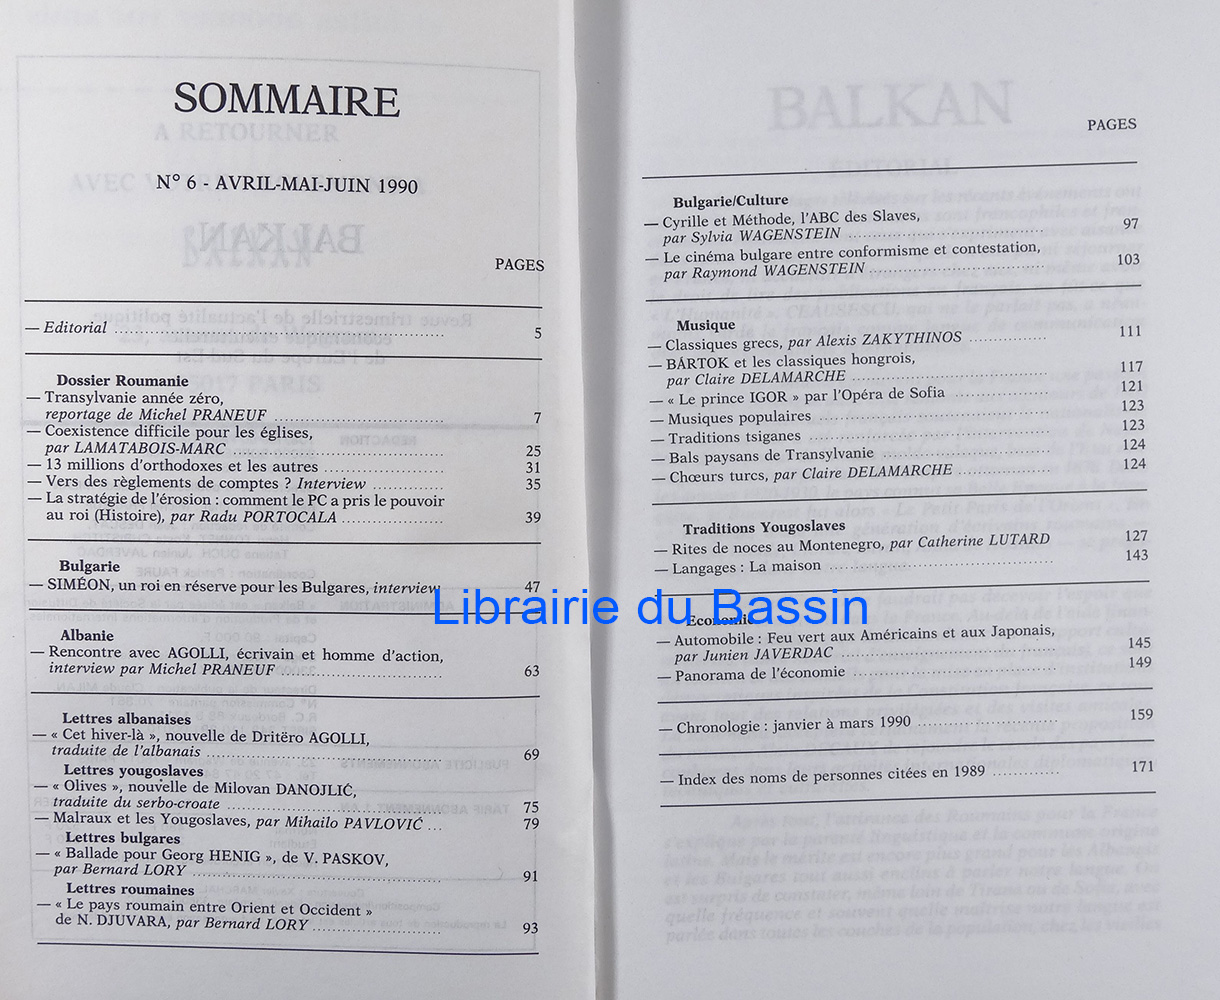 SOMMAIRE
N° 6 - AVRIL-MAI-JUIN 1990
PAGES
— Editorial ........ 5
Dossier Roumanie
— Transylvanie année zéro,
reportage de Michel PRANEUF ........ 7
— Coexistence difficile pour les églises,
par LAMATABOIS-MARC ........ 25
— 13 millions d'orthodoxes et les autres ........ 31
— Vers des règlements de comptes ? Interview ........ 35
— La stratégie de l'érosion : comment le PC a pris le pouvoir
au roi (Histoire), par Radu PORTOCALA ........ 39
Bulgarie
— SIMÉON, un roi en réserve pour les Bulgares, interview 47
Albanie
— Rencontre avec AGOLLI, écrivain et homme d'action,
interview par Michel PRANEUF ........ 63
Lettres albanaises
— « Cet hiver-là », nouvelle de Dritëro AGOLLI,
traduite de l'albanais ........ 69
Lettres yougoslaves
— « Olives », nouvelle de Milovan DANOJLIĆ,
traduite du serbo-croate ........ 75
— Malraux et les Yougoslaves, par Mihailo PAVLOVIĆ ... 79
Lettres bulgares
— « Ballade pour Georg HENIG », de V. PASKOV,
par Bernard LORY ........ 91
Lettres roumaines
— « Le pays roumain entre Orient et Occident »
de N. DJUVARA, par Bernard LORY ........ 93
BALKAN
EDITORIAL
PAGES
Bulgarie/Culture
— Cyrille et Méthode, l'ABC des Slaves,
par Sylvia WAGENSTEIN ........ 97
— Le cinéma bulgare entre conformisme et contestation,
par Raymond WAGENSTEIN ........ 103
Musique
— Classiques grecs, par Alexis ZAKYTHINOS ........ 111
— BÁRTOK et les classiques hongrois,
par Claire DELAMARCHE ........ 117
— « Le prince IGOR » par l'Opéra de Sofia ........ 121
— Musiques populaires ........ 123
— Traditions tsiganes ........ 123
— Bals paysans de Transylvanie ........ 124
— Chœurs turcs, par Claire DELAMARCHE ........ 124
Traditions Yougoslaves
— Rites de noces au Montenegro, par Catherine LUTARD 127
— Langages : La maison ........ 143
Economie
— Automobile : Feu vert aux Américains et aux Japonais,
par Junien JAVERDAC ........ 145
— Panorama de l'économie ........ 149
— Chronologie : janvier à mars 1990 ........ 159
— Index des noms de personnes citées en 1989 ........ 171
Librairie du Bassin